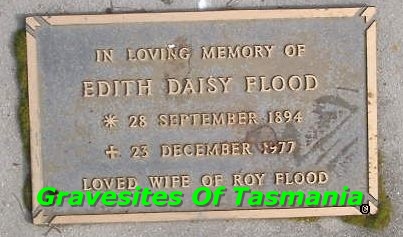 IN LOVING MEMORY OF
EDITH DAISY FLOOD
* 28 SEPTEMBER 1894
+ 23 DECEMBER 1977
LOVED WIFE OF ROY FLOOD
Gravesites Of Tasmania